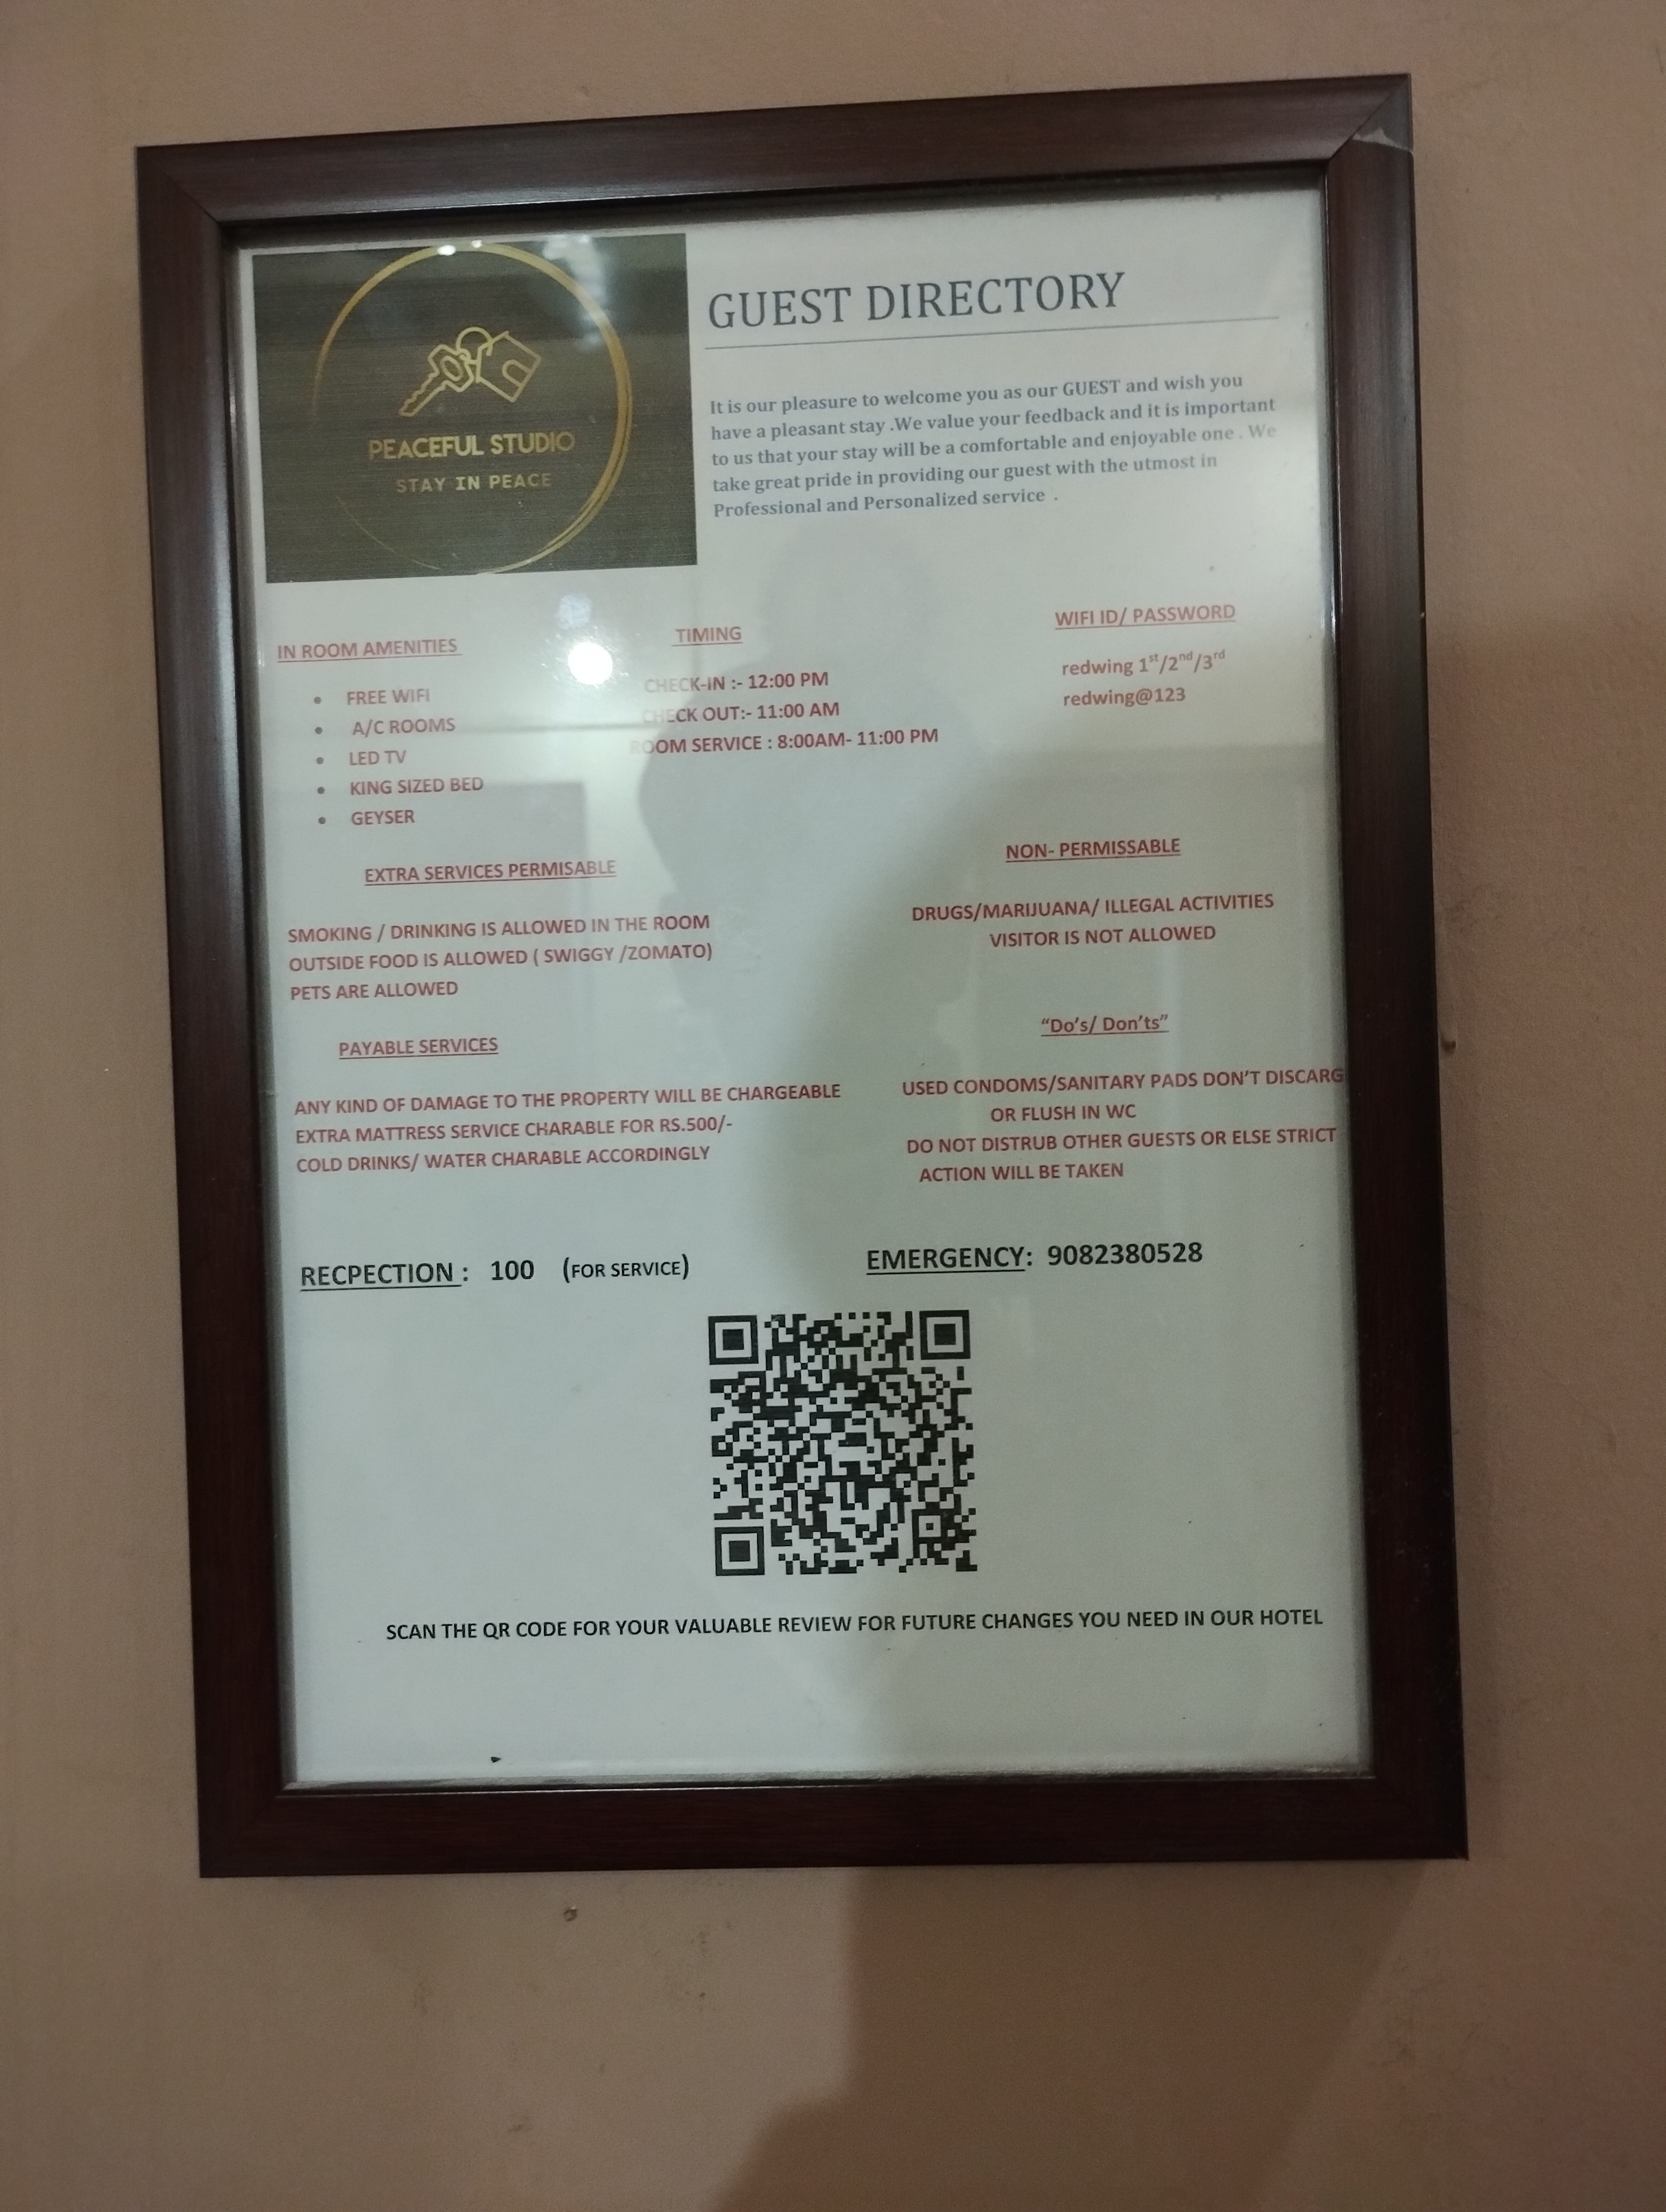 PEACEFUL STUDIO
STAY IN PEACE
GUEST DIRECTORY
It is our pleasure to welcome you as our GUEST and wish you
have a pleasant stay .We value your feedback and it is important
to us that your stay will be a comfortable and enjoyable one . We
take great pride in providing our guest with the utmost in
Professional and Personalized service .
IN ROOM AMENITIES
• FREE WIFI
• A/C ROOMS
• LED TV
• KING SIZED BED
• GEYSER
TIMING
CHECK-IN :- 12:00 PM
CHECK OUT:- 11:00 AM
ROOM SERVICE : 8:00AM- 11:00 PM
WIFI ID/ PASSWORD
redwing 1st/2nd/3rd
redwing@123
EXTRA SERVICES PERMISABLE
SMOKING / DRINKING IS ALLOWED IN THE ROOM
OUTSIDE FOOD IS ALLOWED ( SWIGGY /ZOMATO)
PETS ARE ALLOWED
NON- PERMISSABLE
DRUGS/MARIJUANA/ ILLEGAL ACTIVITIES
VISITOR IS NOT ALLOWED
PAYABLE SERVICES
ANY KIND OF DAMAGE TO THE PROPERTY WILL BE CHARGEABLE
EXTRA MATTRESS SERVICE CHARABLE FOR RS.500/-
COLD DRINKS/ WATER CHARABLE ACCORDINGLY
“Do’s/ Don’ts”
USED CONDOMS/SANITARY PADS DON’T DISCARG
OR FLUSH IN WC
DO NOT DISTRUB OTHER GUESTS OR ELSE STRICT
ACTION WILL BE TAKEN
RECPECTION : 100 (FOR SERVICE)
EMERGENCY: 9082380528
SCAN THE QR CODE FOR YOUR VALUABLE REVIEW FOR FUTURE CHANGES YOU NEED IN OUR HOTEL